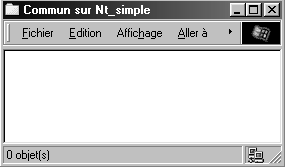 Commun sur Nt_simple
Fichier Edition Affichage Aller à
0 objet(s)